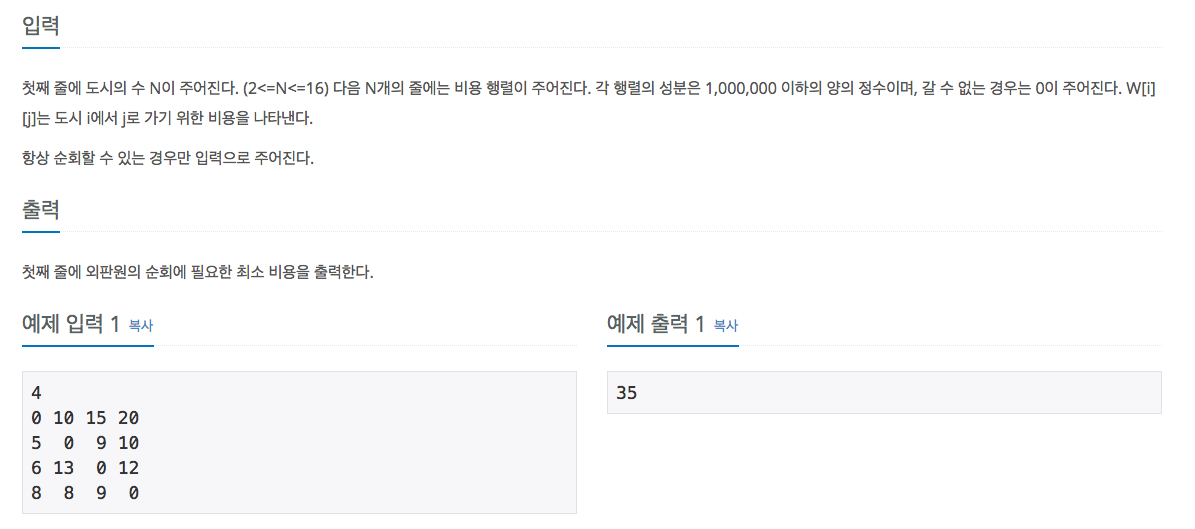 입력
첫째 줄에 도시의 수 N이 주어진다. (2<=N<=16) 다음 N개의 줄에는 비용 행렬이 주어진다. 각 행렬의 성분은 1,000,000 이하의 양의 정수이며, 갈 수 없는 경우는 0이 주어진다. W[i]
[j]는 도시 i에서 j로 가기 위한 비용을 나타낸다.
항상 순회할 수 있는 경우만 입력으로 주어진다.
출력
첫째 줄에 외판원의 순회에 필요한 최소 비용을 출력한다.
예제 입력 1 복사
4
0 10 15 20
5  0  9 10
6 13  0 12
8  8  9  0
예제 출력 1 복사
35